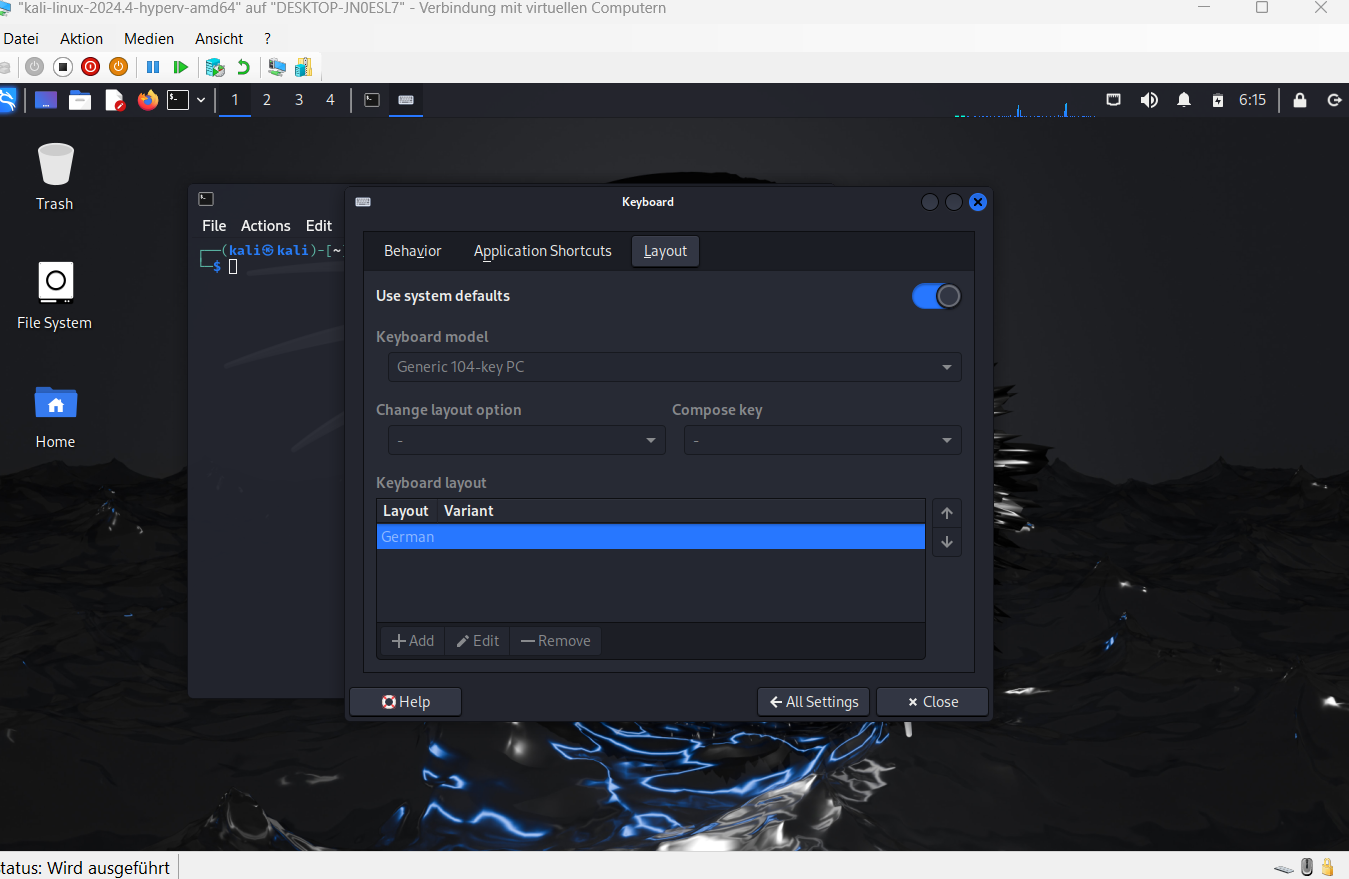 "kali-linux-2024.4-hyperv-amd64" auf "DESKTOP-JN0ESL7" - Verbindung mit virtuellen Computern
Datei Aktion Medien Ansicht ?
1 2 3 4 6:15
Trash
File System
Home
File Actions Edit
(kali㉿kali)-[~]
$
Keyboard
Behavior Application Shortcuts Layout
Use system defaults
Keyboard model
Generic 104-key PC
Change layout option Compose key
- -
Keyboard layout
Layout Variant
German
Add Edit Remove
Help All Settings Close
tatus: Wird ausgeführt